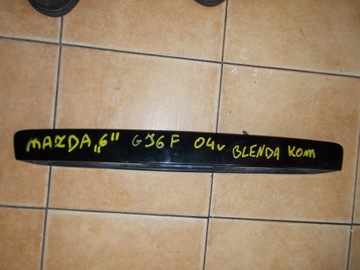 MAZDA „6" GJ6F 04r BLENDA KOM